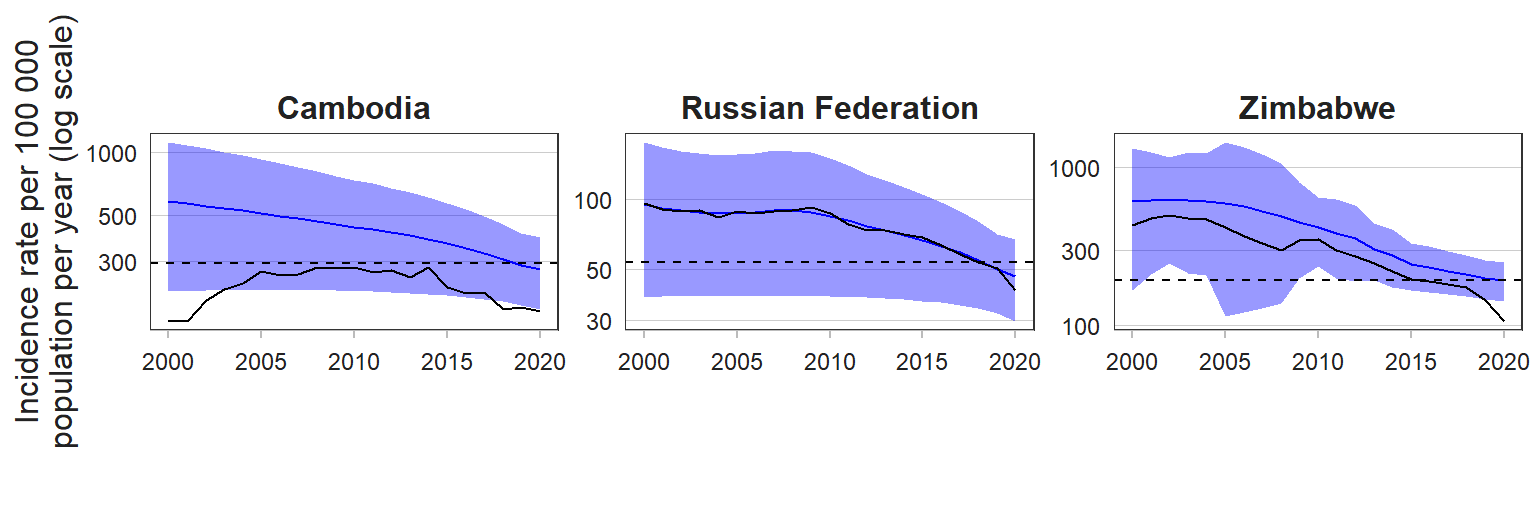 Incidence rate per 100 000
population per year (log scale)
Cambodia
1000
500
300
2000 2005 2010 2015 2020
Russian Federation
100
50
30
2000 2005 2010 2015 2020
Zimbabwe
1000
300
100
2000 2005 2010 2015 2020